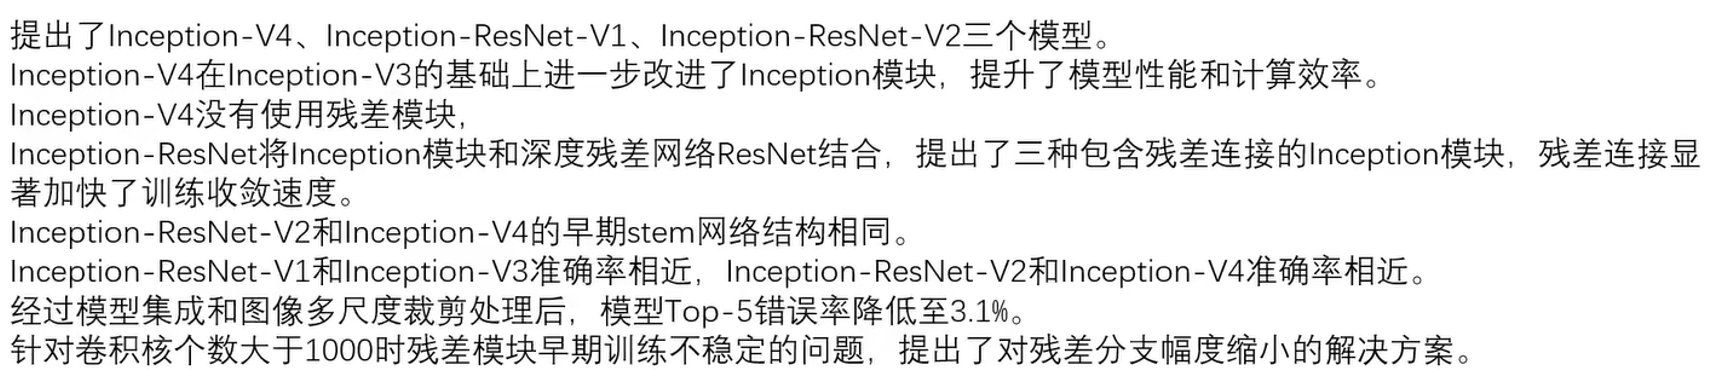 提出了Inception-V4、Inception-ResNet-V1、Inception-ResNet-V2三个模型。
Inception-V4在Inception-V3的基础上进一步改进了Inception模块，提升了模型性能和计算效率。
Inception-V4没有使用残差模块，
Inception-ResNet将Inception模块和深度残差网络ResNet结合，提出了三种包含残差连接的Inception模块，残差连接显
著加快了训练收敛速度。
Inception-ResNet-V2和Inception-V4的早期stem网络结构相同。
Inception-ResNet-V1和Inception-V3准确率相近，Inception-ResNet-V2和Inception-V4准确率相近。
经过模型集成和图像多尺度裁剪处理后，模型Top-5错误率降低至3.1%。
针对卷积核个数大于1000时残差模块早期训练不稳定的问题，提出了对残差分支幅度缩小的解决方案。